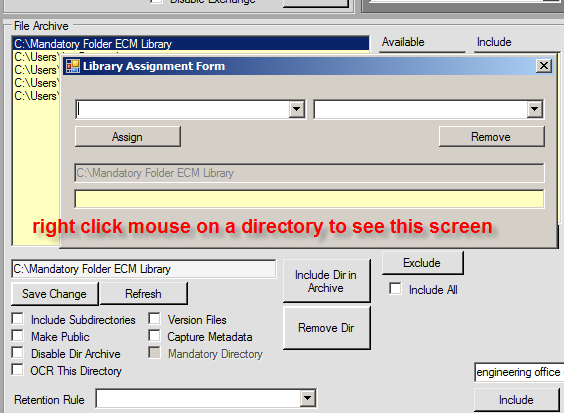 Disable Exchange
File Archive
C:\Mandatory Folder ECM Library
Available
Include
C:\Users\
C:\Users\
C:\Users\
C:\Users\
Library Assignment Form
Assign
Remove
C:\Mandatory Folder ECM Library
right click mouse on a directory to see this screen
C:\Mandatory Folder ECM Library
Include Dir in
Archive
Exclude
Save Change
Refresh
Include All
Include Subdirectories
Version Files
Remove Dir
Make Public
Capture Metadata
Disable Dir Archive
Mandatory Directory
OCR This Directory
engineering office
Retention Rule
Include